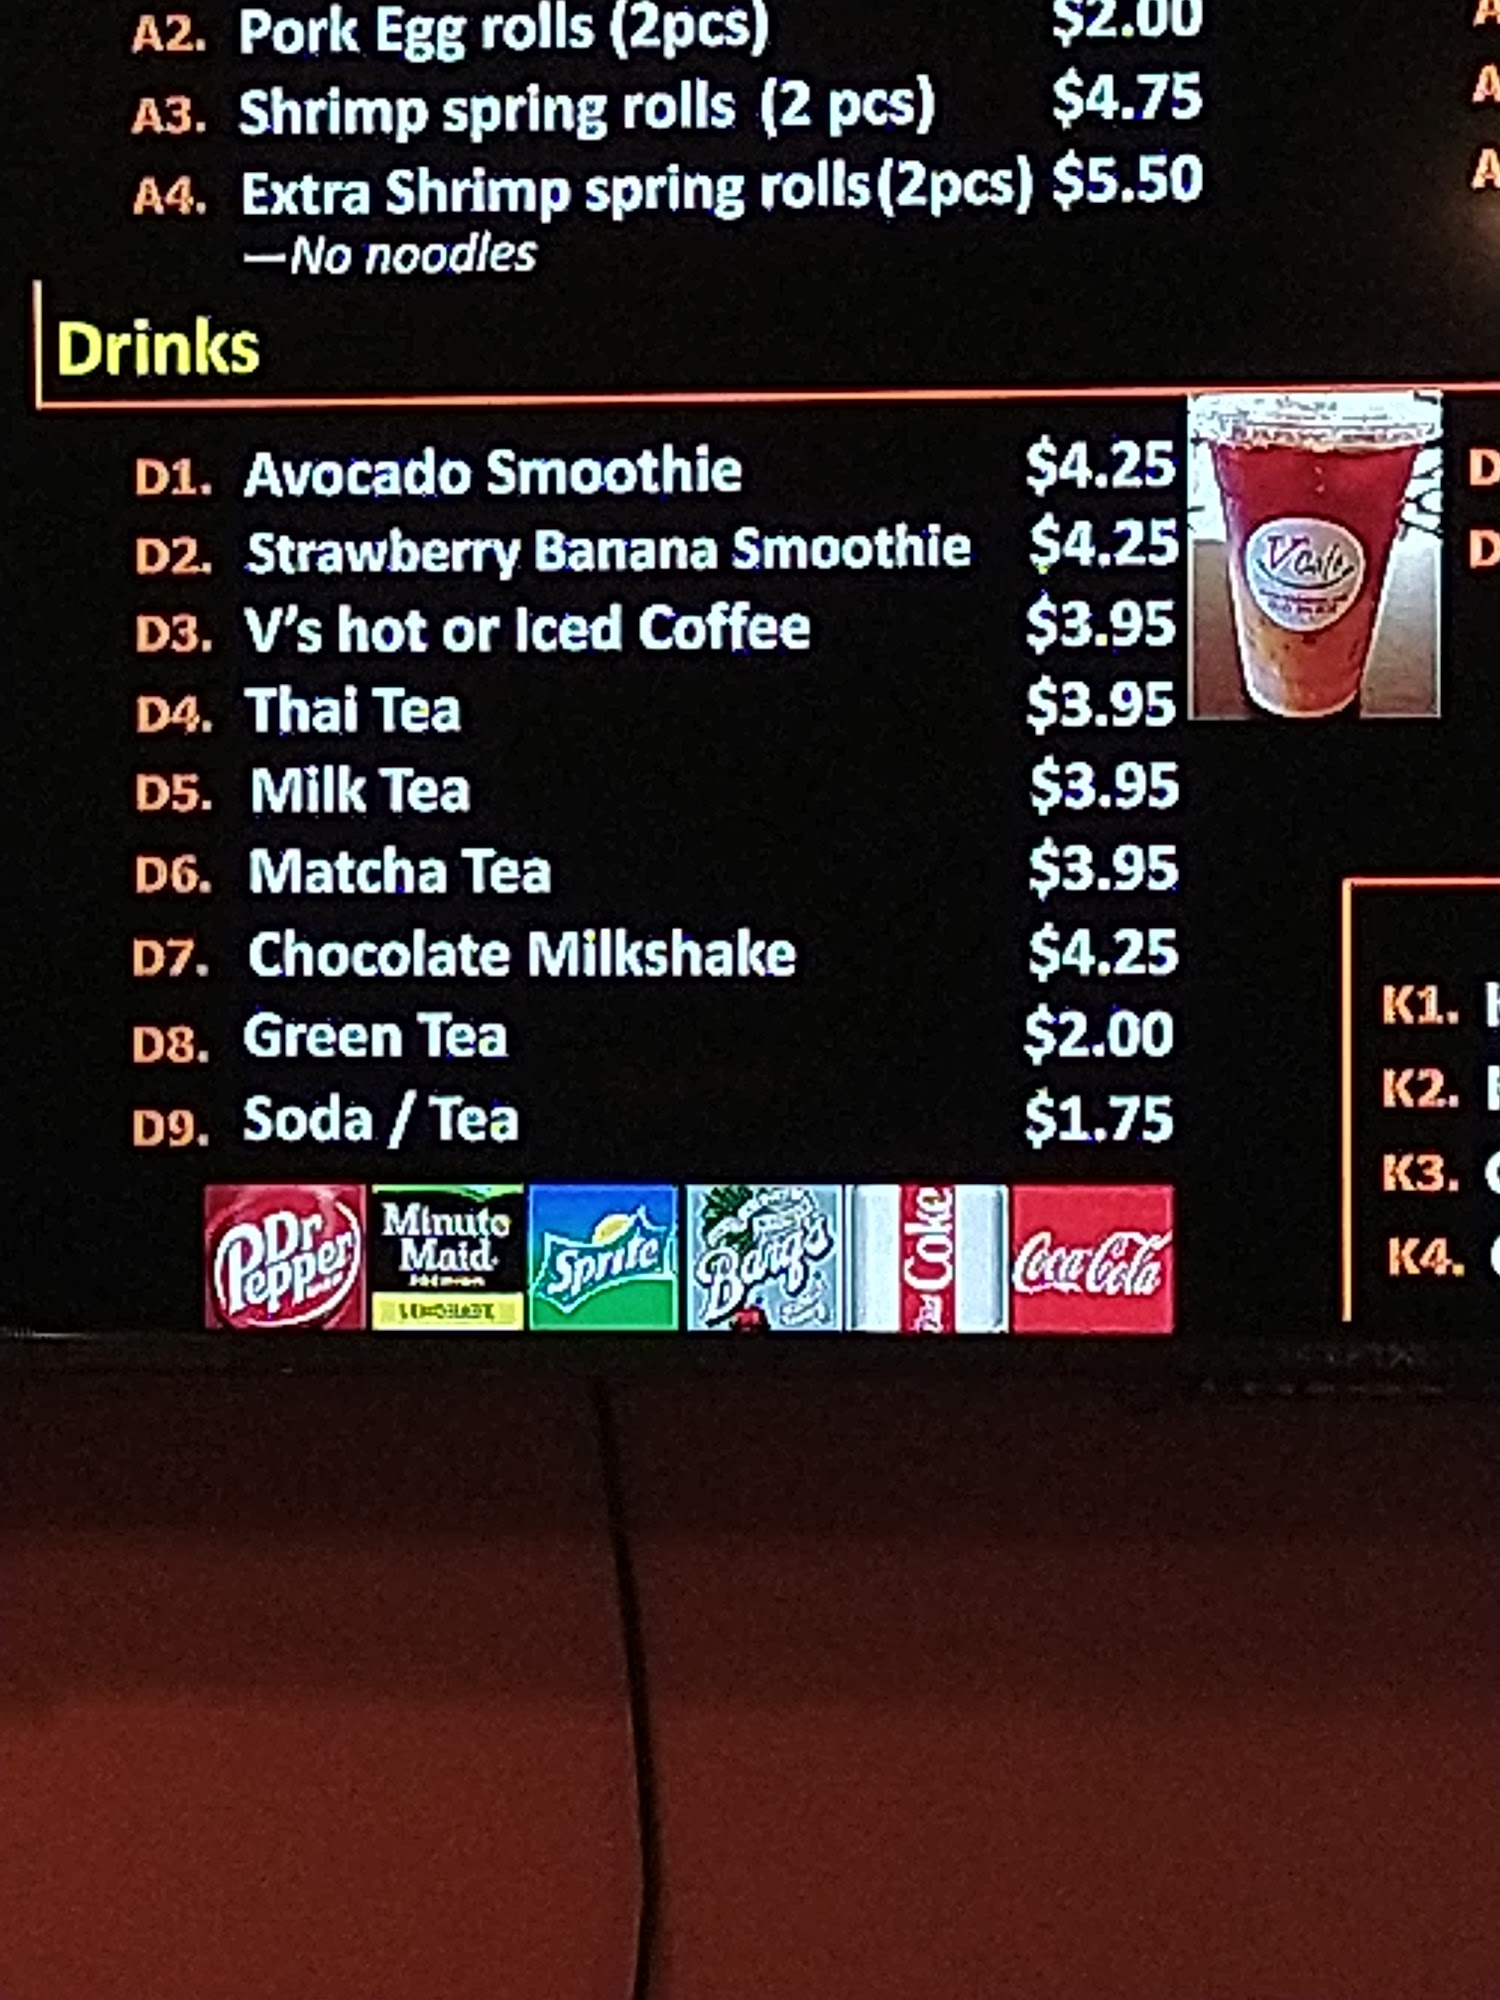 A2. Pork Egg rolls (2pcs) $2.00
A3. Shrimp spring rolls (2 pcs) $4.75
A4. Extra Shrimp spring rolls(2pcs) $5.50
—No noodles
Drinks
D1. Avocado Smoothie $4.25
D2. Strawberry Banana Smoothie $4.25
D3. V's hot or Iced Coffee $3.95
D4. Thai Tea $3.95
D5. Milk Tea $3.95
D6. Matcha Tea $3.95
D7. Chocolate Milkshake $4.25
D8. Green Tea $2.00
D9. Soda / Tea $1.75
K1.
K2.
K3.
K4.
Dr Pepper
Minute Maid
LEMONADE
Sprite
Barq's
Diet Coke
Coca-Cola